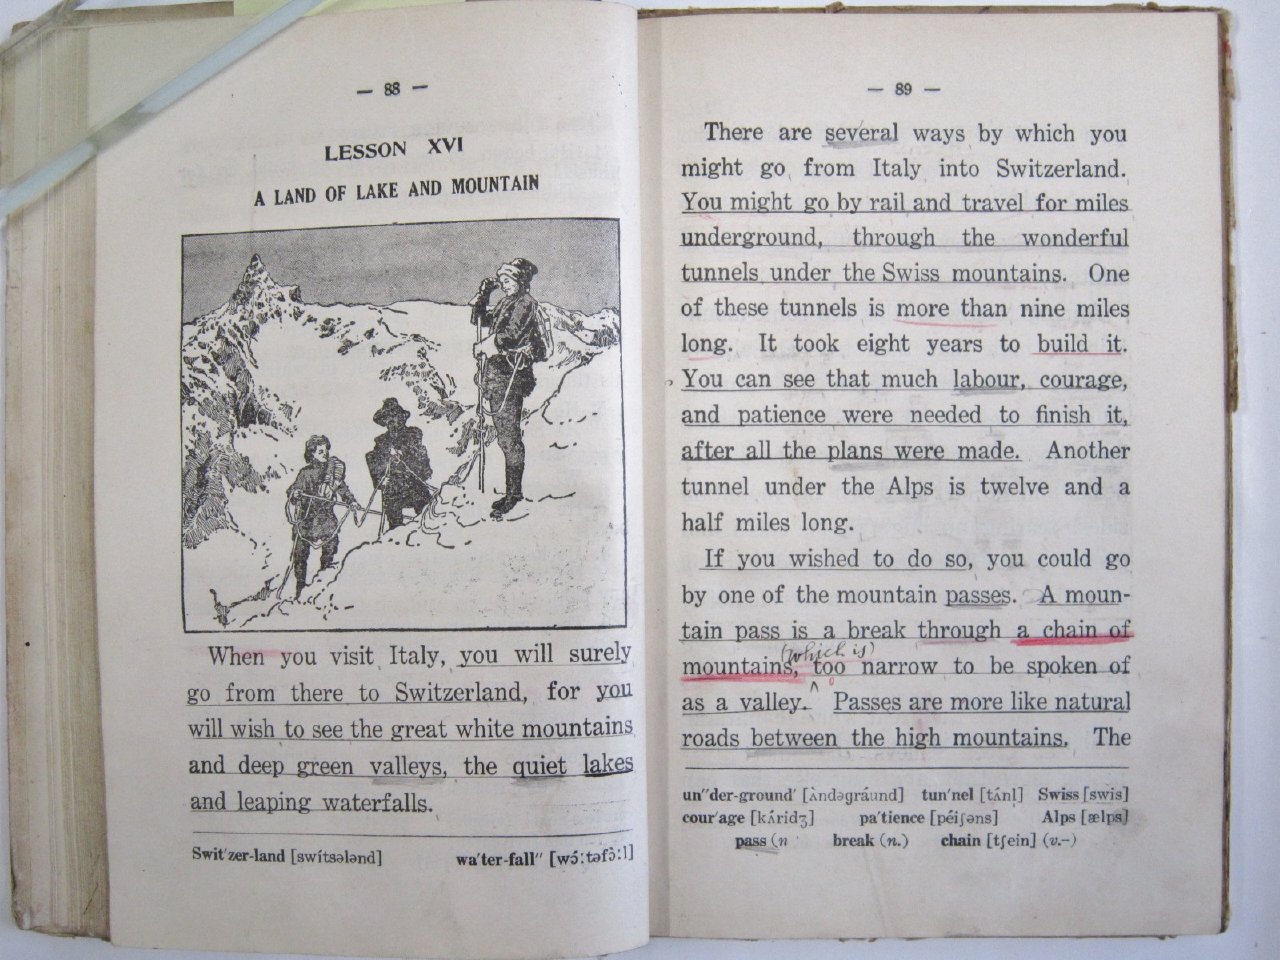 — 88 —
LESSON XVI
A LAND OF LAKE AND MOUNTAIN
When you visit Italy, you will surely
go from there to Switzerland, for you
will wish to see the great white mountains
and deep green valleys, the quiet lakes
and leaping waterfalls.
Swit′zer-land [swítsələnd] wa′ter-fall″ [wɔ́ːtəfɔ̀ːl]
— 89 —
There are several ways by which you
might go from Italy into Switzerland.
You might go by rail and travel for miles
underground, through the wonderful
tunnels under the Swiss mountains. One
of these tunnels is more than nine miles
long. It took eight years to build it.
You can see that much labour, courage,
and patience were needed to finish it,
after all the plans were made. Another
tunnel under the Alps is twelve and a
half miles long.
If you wished to do so, you could go
by one of the mountain passes. A moun-
tain pass is a break through a chain of
(which is)
mountains, too narrow to be spoken of
as a valley. Passes are more like natural
roads between the high mountains. The
un″der-ground′ [ʌ̀ndəgráund] tun′nel [tʌ́nl] Swiss [swis]
cour′age [kʌ́ridʒ] pa′tience [péiʃəns] Alps [ælps]
pass (n break (n.) chain [tʃein] (v.–)